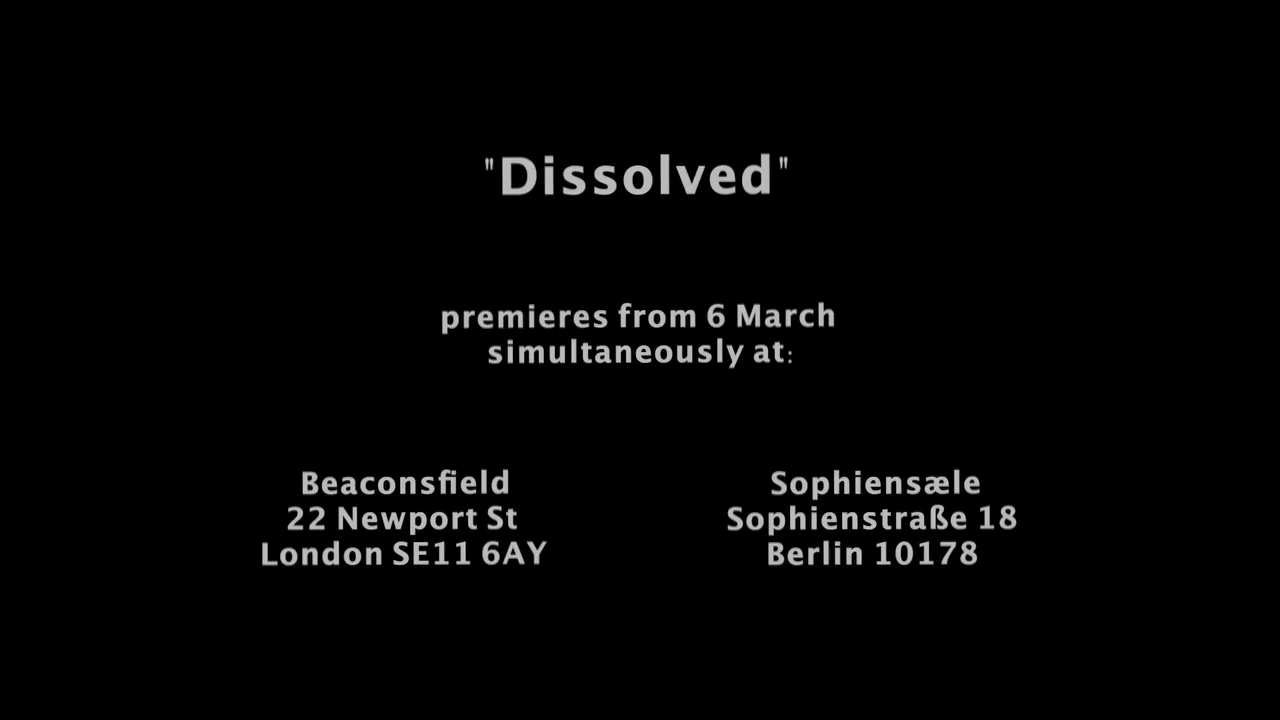 "Dissolved"
premieres from 6 March
simultaneously at:
Beaconsfield
22 Newport St
London SE11 6AY
Sophiensæle
Sophienstraße 18
Berlin 10178